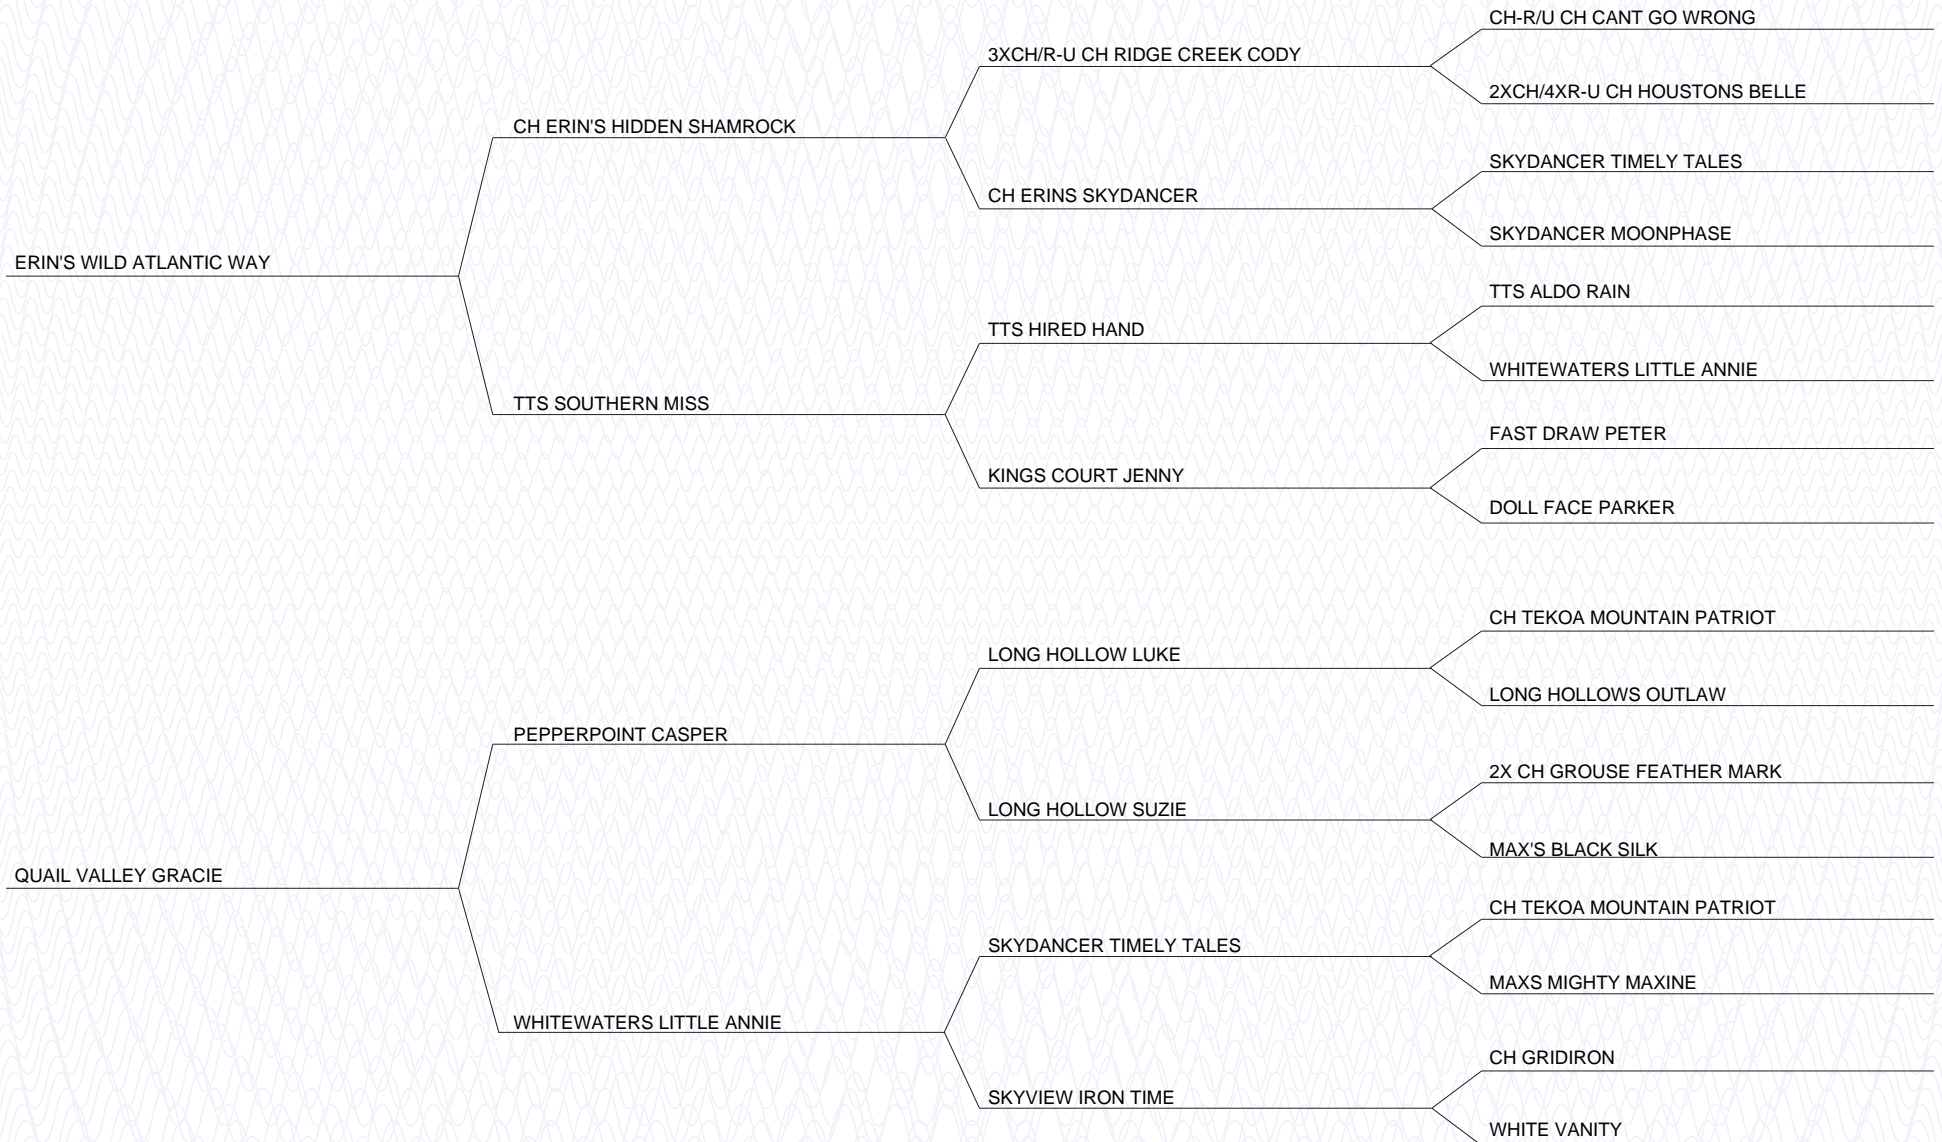 CH-R/U CH CANT GO WRONG
3XCH/R-U CH RIDGE CREEK CODY
2XCH/4XR-U CH HOUSTONS BELLE
CH ERIN'S HIDDEN SHAMROCK
SKYDANCER TIMELY TALES
CH ERINS SKYDANCER
SKYDANCER MOONPHASE
ERIN'S WILD ATLANTIC WAY
TTS ALDO RAIN
TTS HIRED HAND
WHITEWATERS LITTLE ANNIE
TTS SOUTHERN MISS
FAST DRAW PETER
KINGS COURT JENNY
DOLL FACE PARKER
CH TEKOA MOUNTAIN PATRIOT
LONG HOLLOW LUKE
LONG HOLLOWS OUTLAW
PEPPERPOINT CASPER
2X CH GROUSE FEATHER MARK
LONG HOLLOW SUZIE
MAX'S BLACK SILK
QUAIL VALLEY GRACIE
CH TEKOA MOUNTAIN PATRIOT
SKYDANCER TIMELY TALES
MAXS MIGHTY MAXINE
WHITEWATERS LITTLE ANNIE
CH GRIDIRON
SKYVIEW IRON TIME
WHITE VANITY